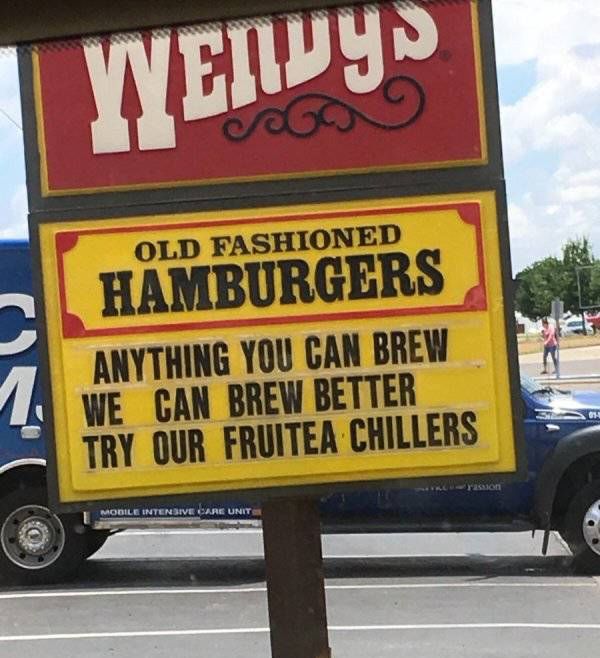 WENDYS
OLD FASHIONED
HAMBURGERS
ANYTHING YOU CAN BREW
WE CAN BREW BETTER
TRY OUR FRUITEA CHILLERS
MOBILE INTENSIVE CARE UNIT